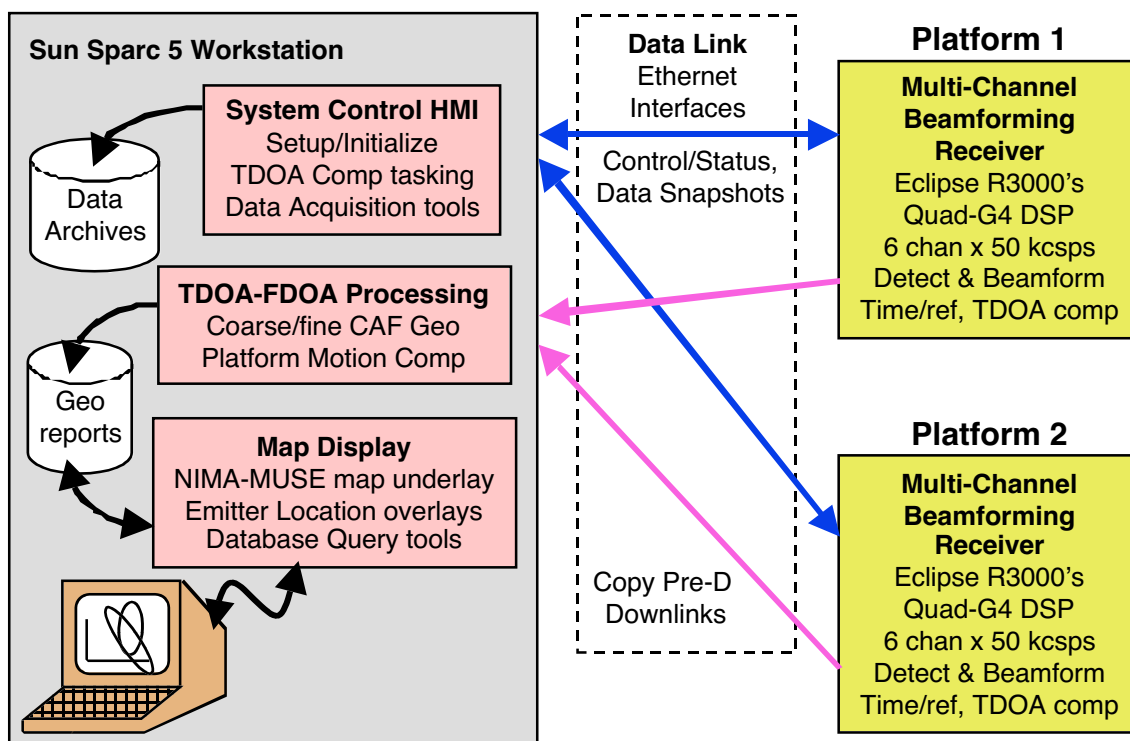 Sun Sparc 5 Workstation
System Control HMI
Setup/Initialize
TDOA Comp tasking
Data Acquisition tools
Data
Archives
TDOA-FDOA Processing
Coarse/fine CAF Geo
Platform Motion Comp
Geo
reports
Map Display
NIMA-MUSE map underlay
Emitter Location overlays
Database Query tools
Data Link
Ethernet
Interfaces
Control/Status,
Data Snapshots
Copy Pre-D
Downlinks
Platform 1
Multi-Channel
Beamforming
Receiver
Eclipse R3000's
Quad-G4 DSP
6 chan x 50 kcsps
Detect & Beamform
Time/ref, TDOA comp
Platform 2
Multi-Channel
Beamforming
Receiver
Eclipse R3000's
Quad-G4 DSP
6 chan x 50 kcsps
Detect & Beamform
Time/ref, TDOA comp